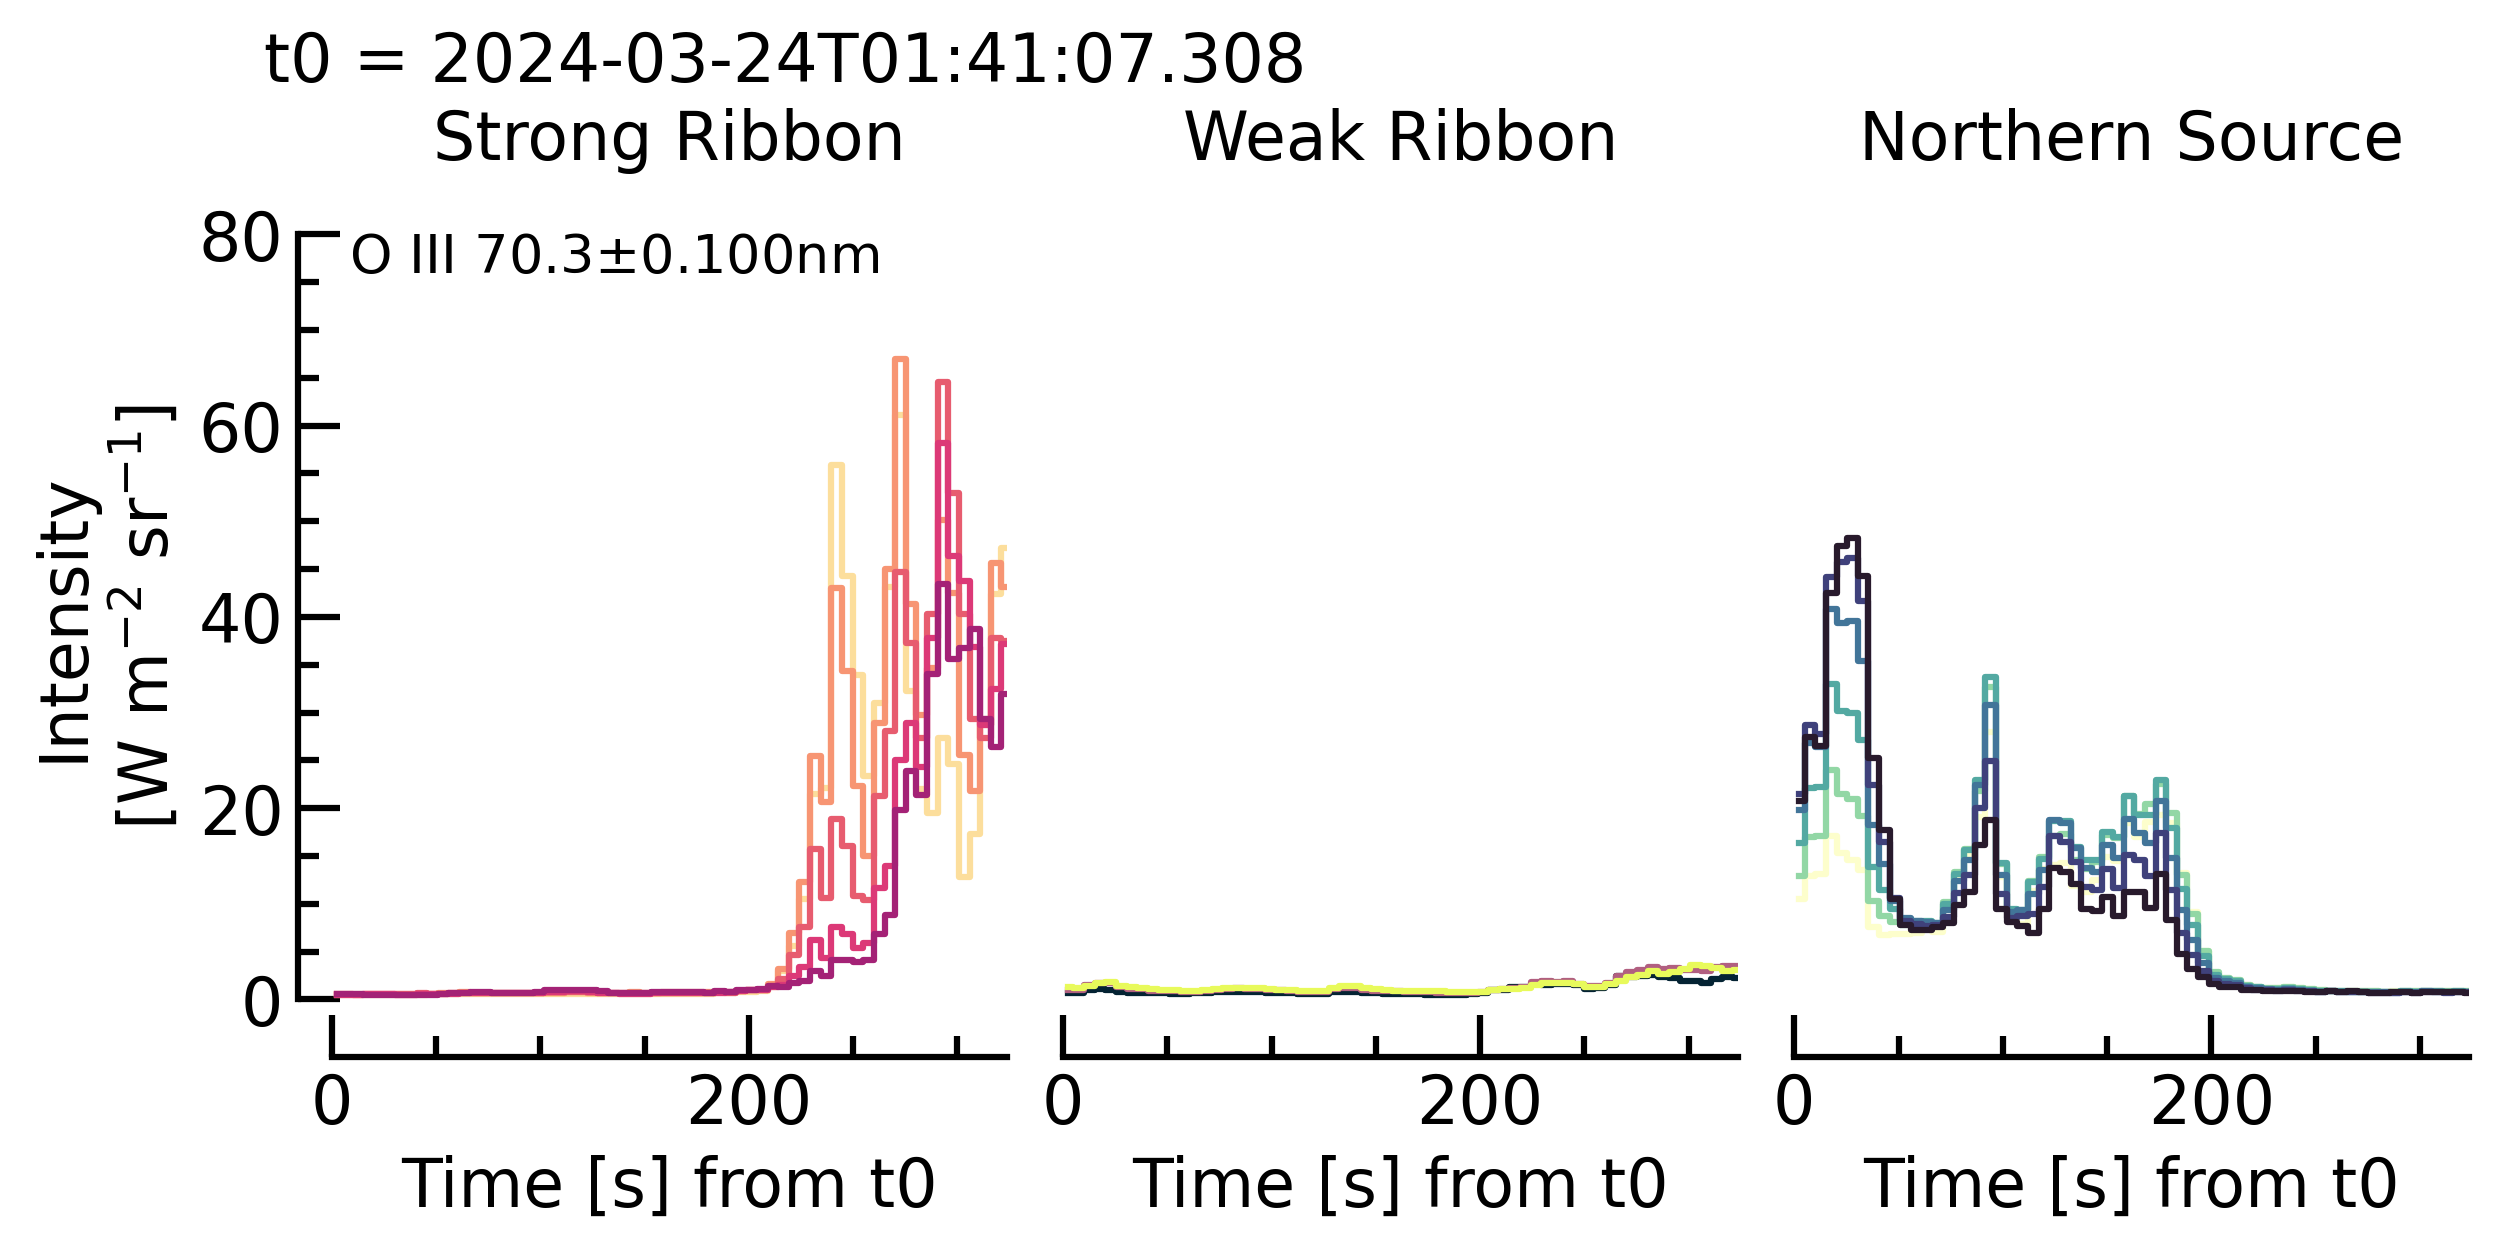 t0 = 2024-03-24T01:41:07.308
Strong Ribbon
Weak Ribbon
Northern Source
O III 70.3±0.100nm
Intensity
[W m⁻² sr⁻¹]
80
60
40
20
0
0 200
0 200
0 200
Time [s] from t0
Time [s] from t0
Time [s] from t0